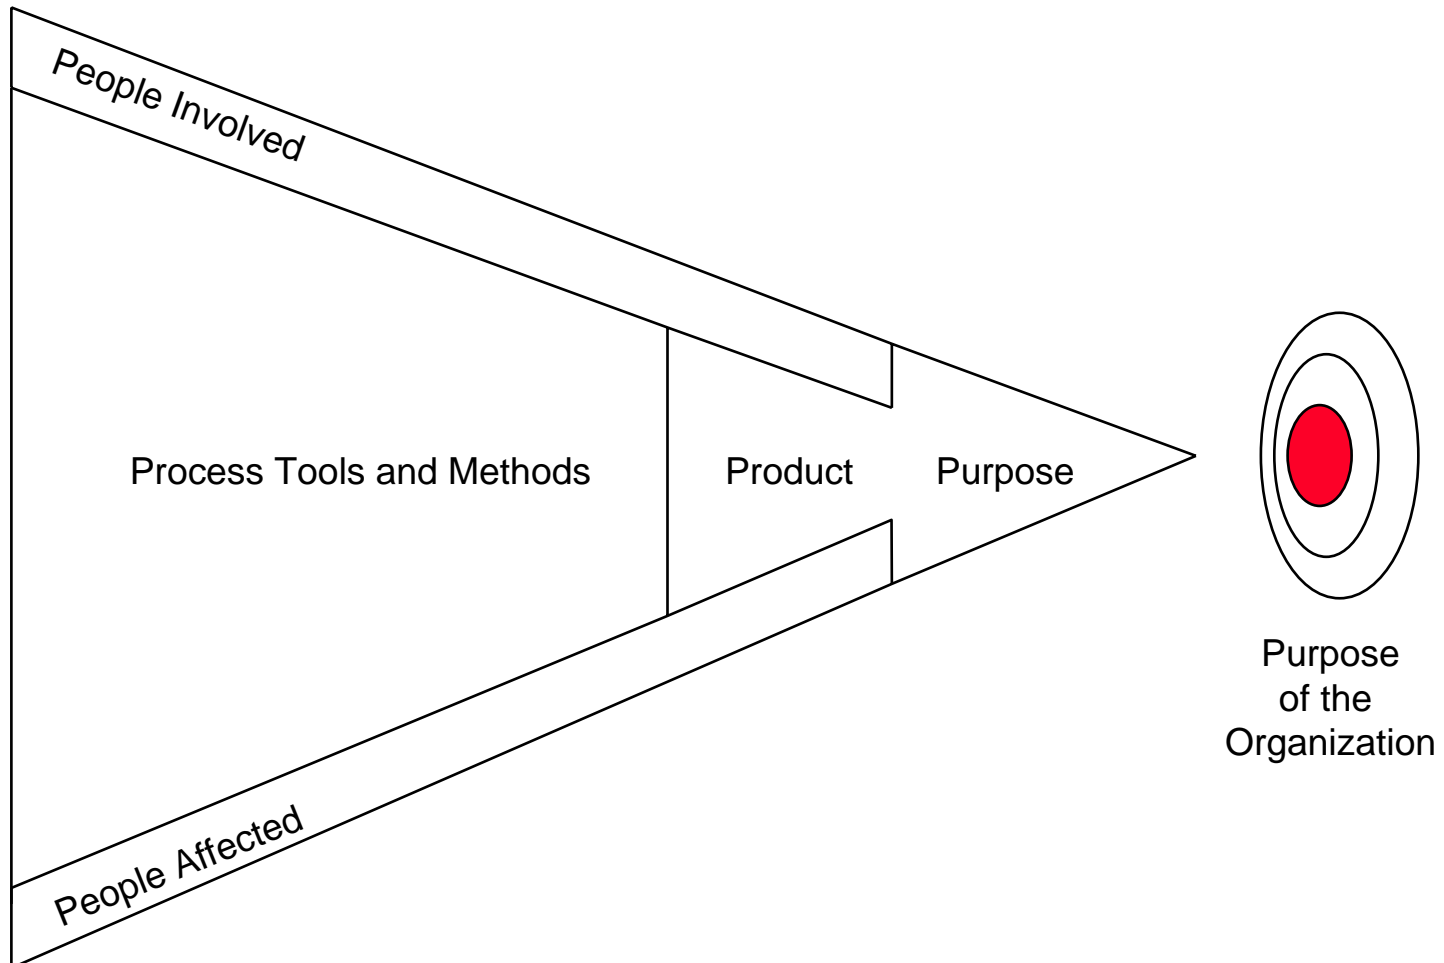 People Involved
Process Tools and Methods
Product
Purpose
People Affected
Purpose
of the
Organization